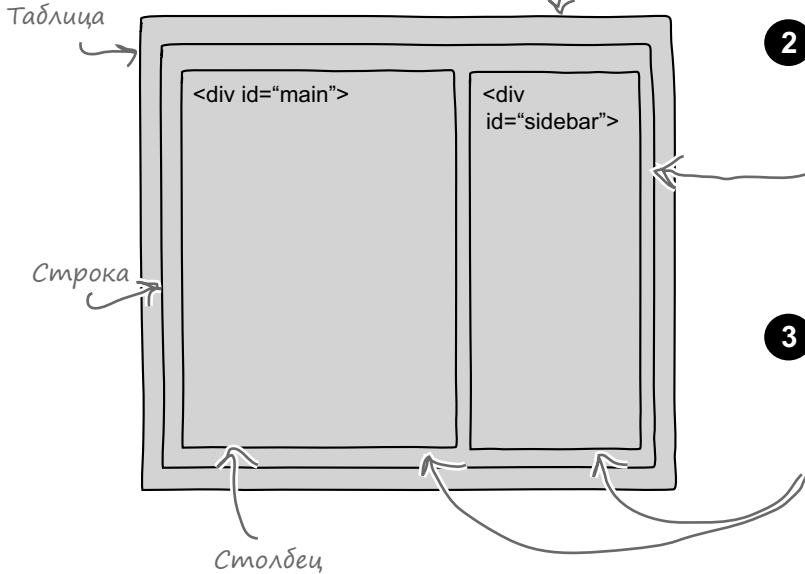 Таблица
2
<div id=“main”>
<div
id=“sidebar”>
Строка
3
Столбец